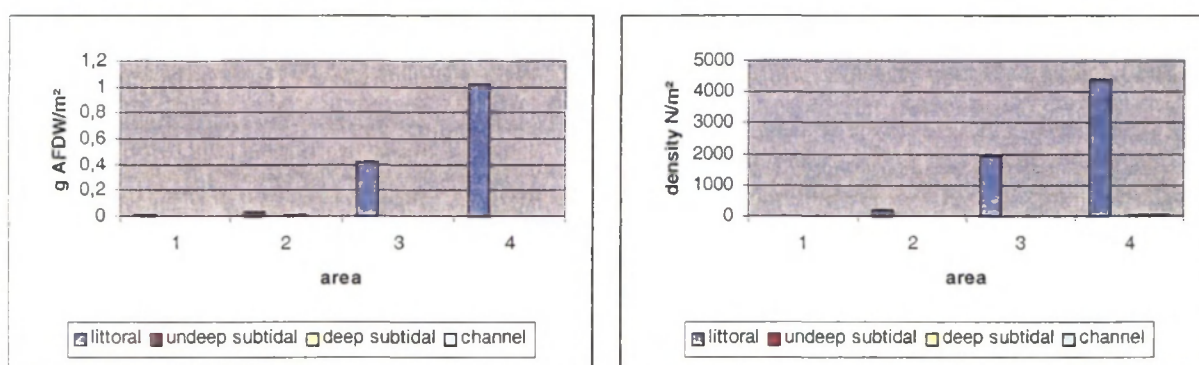 g AFDW/m²
1,2
1
0,8
0,6
0,4
0,2
0
1 2 3 4
area
littoral undeep subtidal deep subtidal channel
density N/m²
5000
4000
3000
2000
1000
0
1 2 3 4
area
littoral undeep subtidal deep subtidal channel